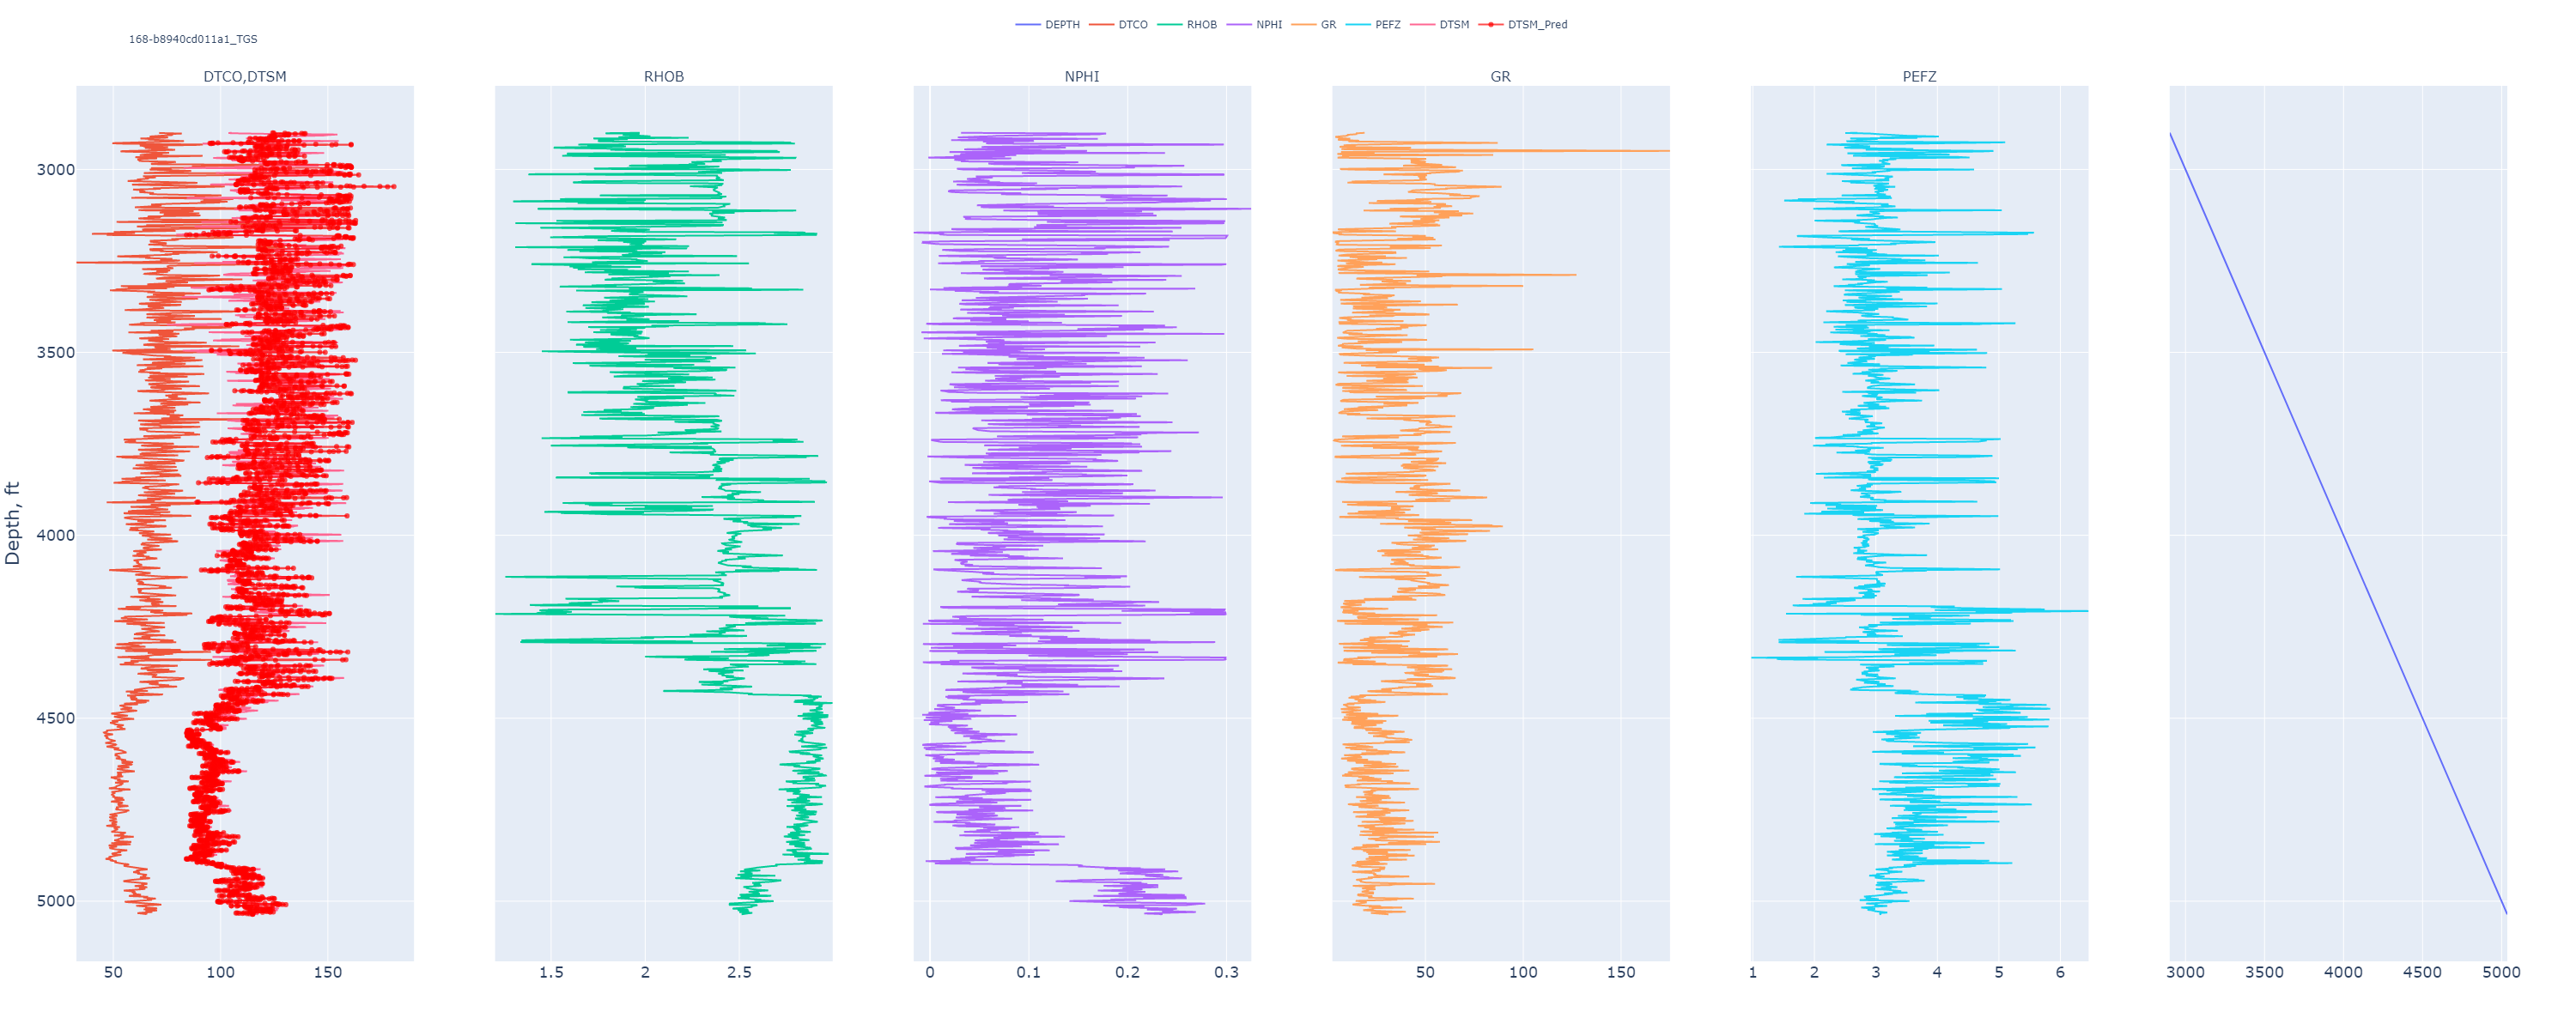 DEPTH DTCO RHOB NPHI GR PEFZ DTSM DTSM_Pred
168-b8940cd011a1_TGS
DTCO,DTSM RHOB NPHI GR PEFZ
Depth, ft
3000
3500
4000
4500
5000
50 100 150 1.5 2 2.5 0 0.1 0.2 0.3 50 100 150 1 2 3 4 5 6 3000 3500 4000 4500 5000